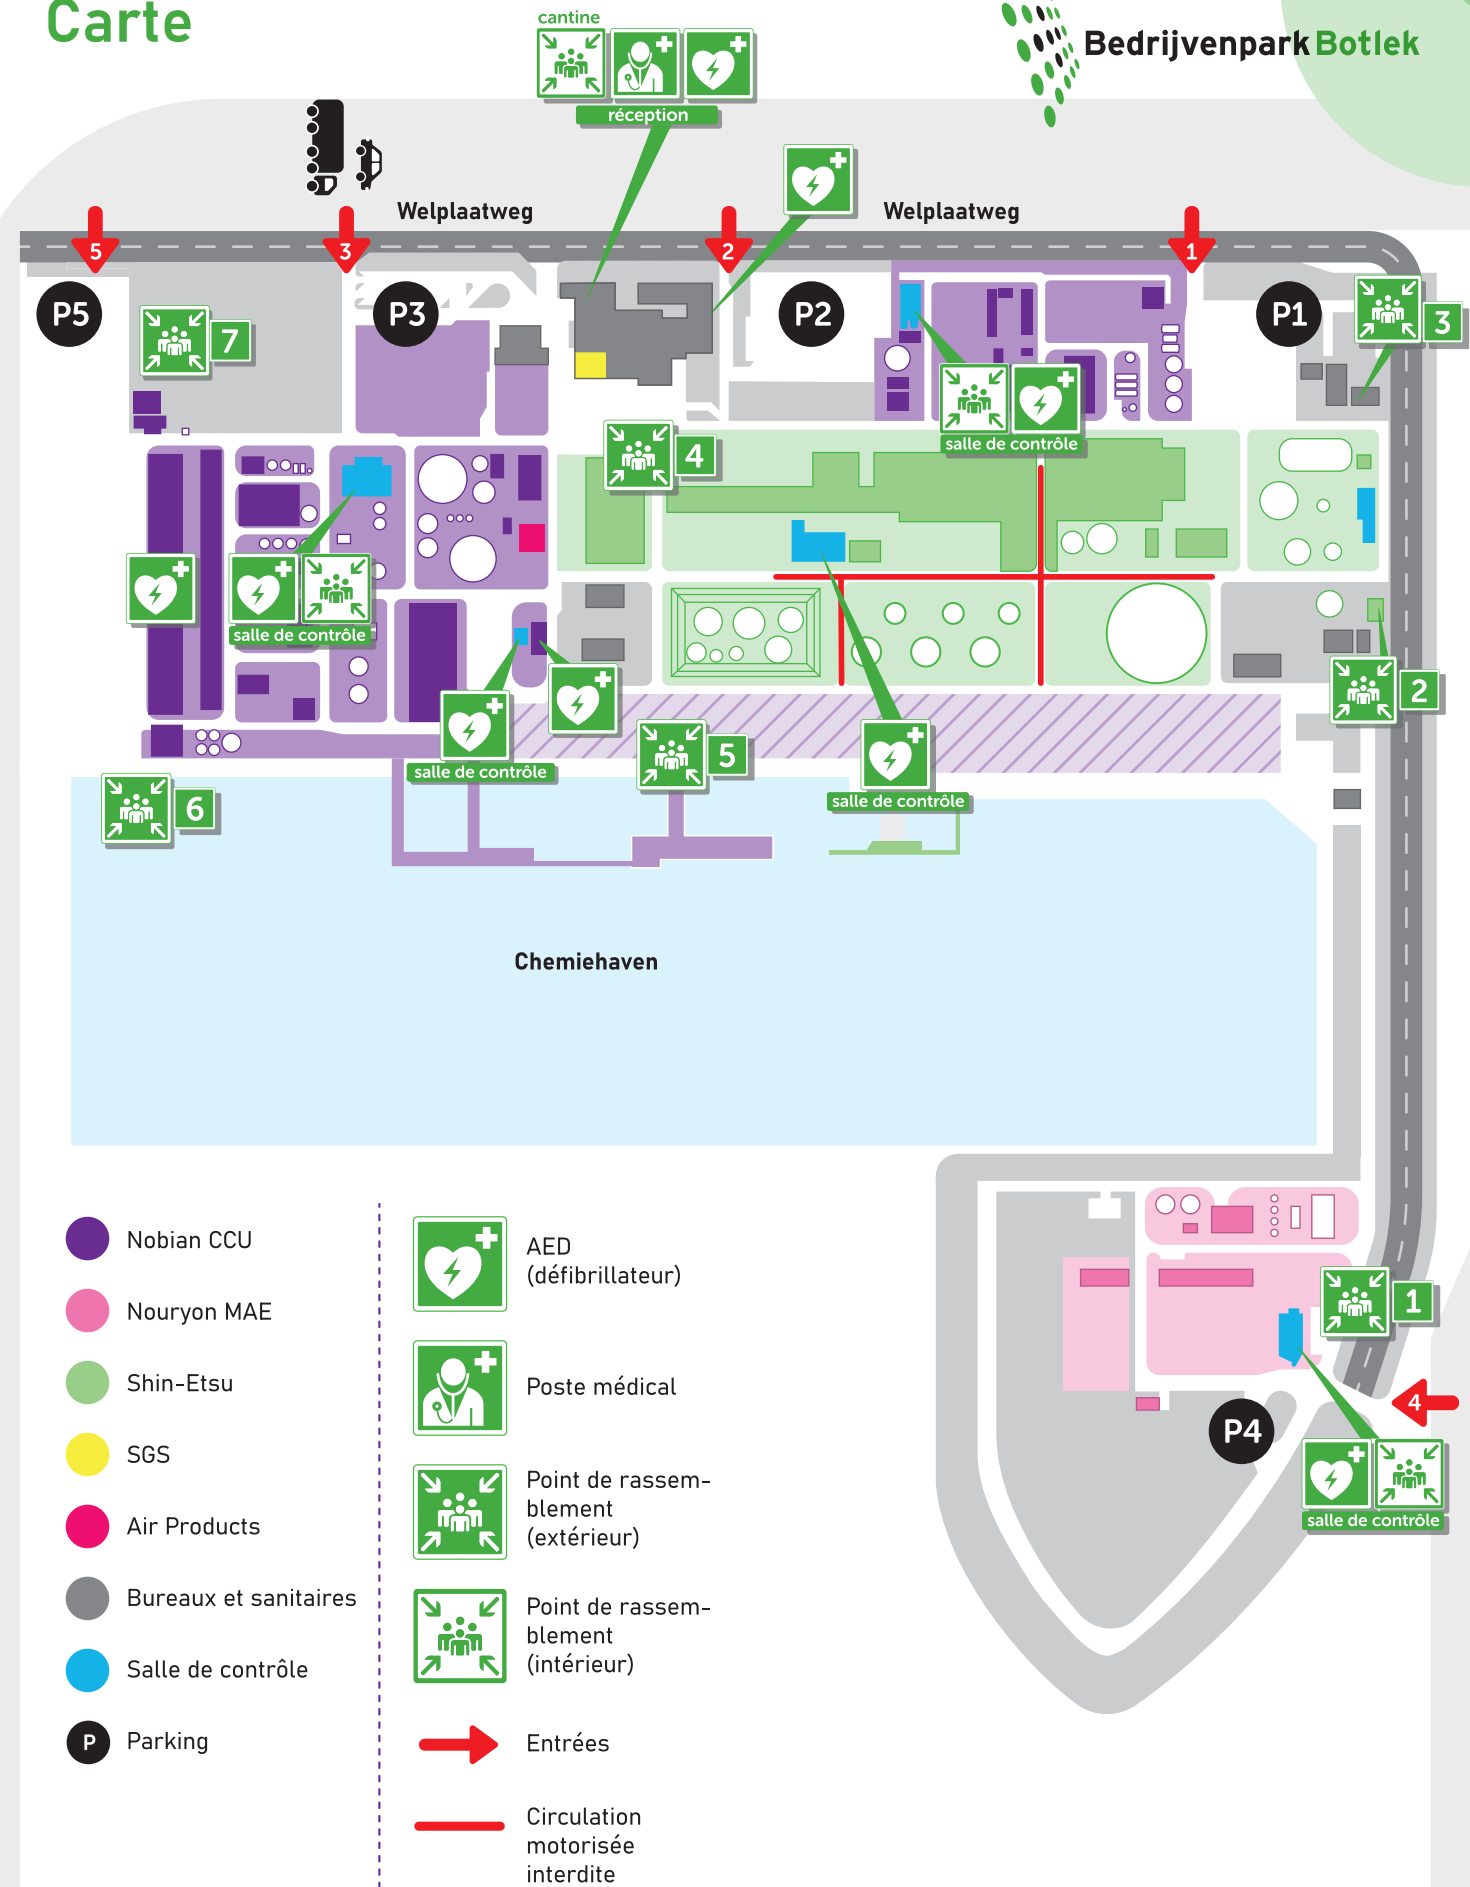 Carte
cantine
réception
Bedrijvenpark Botlek
Welplaatweg
Welplaatweg
5
3
2
1
P5
P3
P2
P1
7
3
4
salle de contrôle
salle de contrôle
2
5
salle de contrôle
salle de contrôle
6
Chemiehaven
1
4
P4
salle de contrôle
Nobian CCU
Nouryon MAE
Shin-Etsu
SGS
Air Products
Bureaux et sanitaires
Salle de contrôle
P Parking
AED
(défibrillateur)
Poste médical
Point de rassem-
blement
(extérieur)
Point de rassem-
blement
(intérieur)
Entrées
Circulation
motorisée
interdite